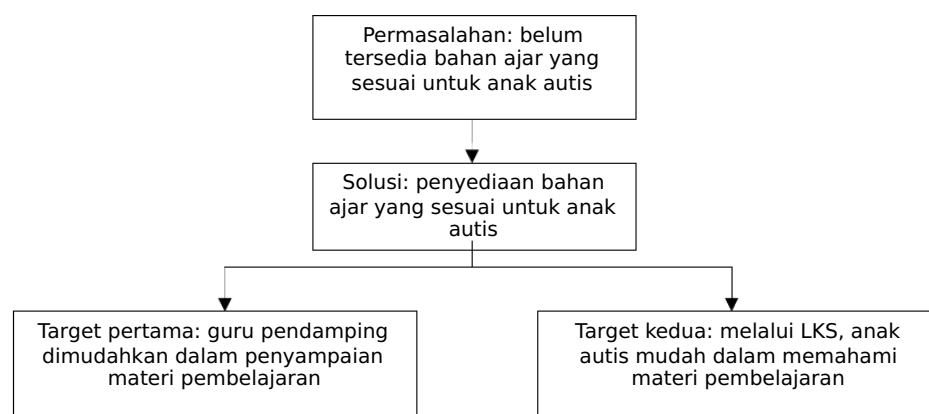 Permasalahan: belum
tersedia bahan ajar yang
sesuai untuk anak autis
Solusi: penyediaan bahan
ajar yang sesuai untuk anak
autis
Target pertama: guru pendamping
dimudahkan dalam penyampaian
materi pembelajaran
Target kedua: melalui LKS, anak
autis mudah dalam memahami
materi pembelajaran